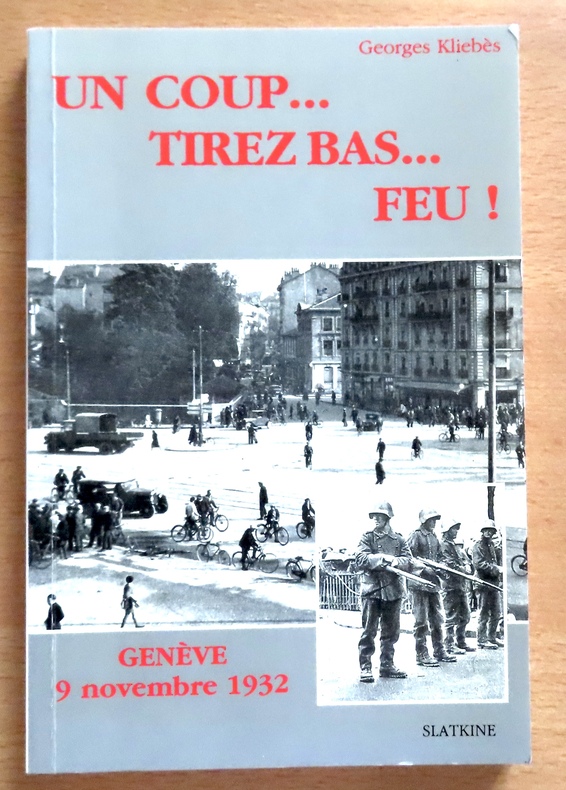 Georges Kliebès
UN COUP...
TIREZ BAS...
FEU !
GENÈVE
9 novembre 1932
SLATKINE